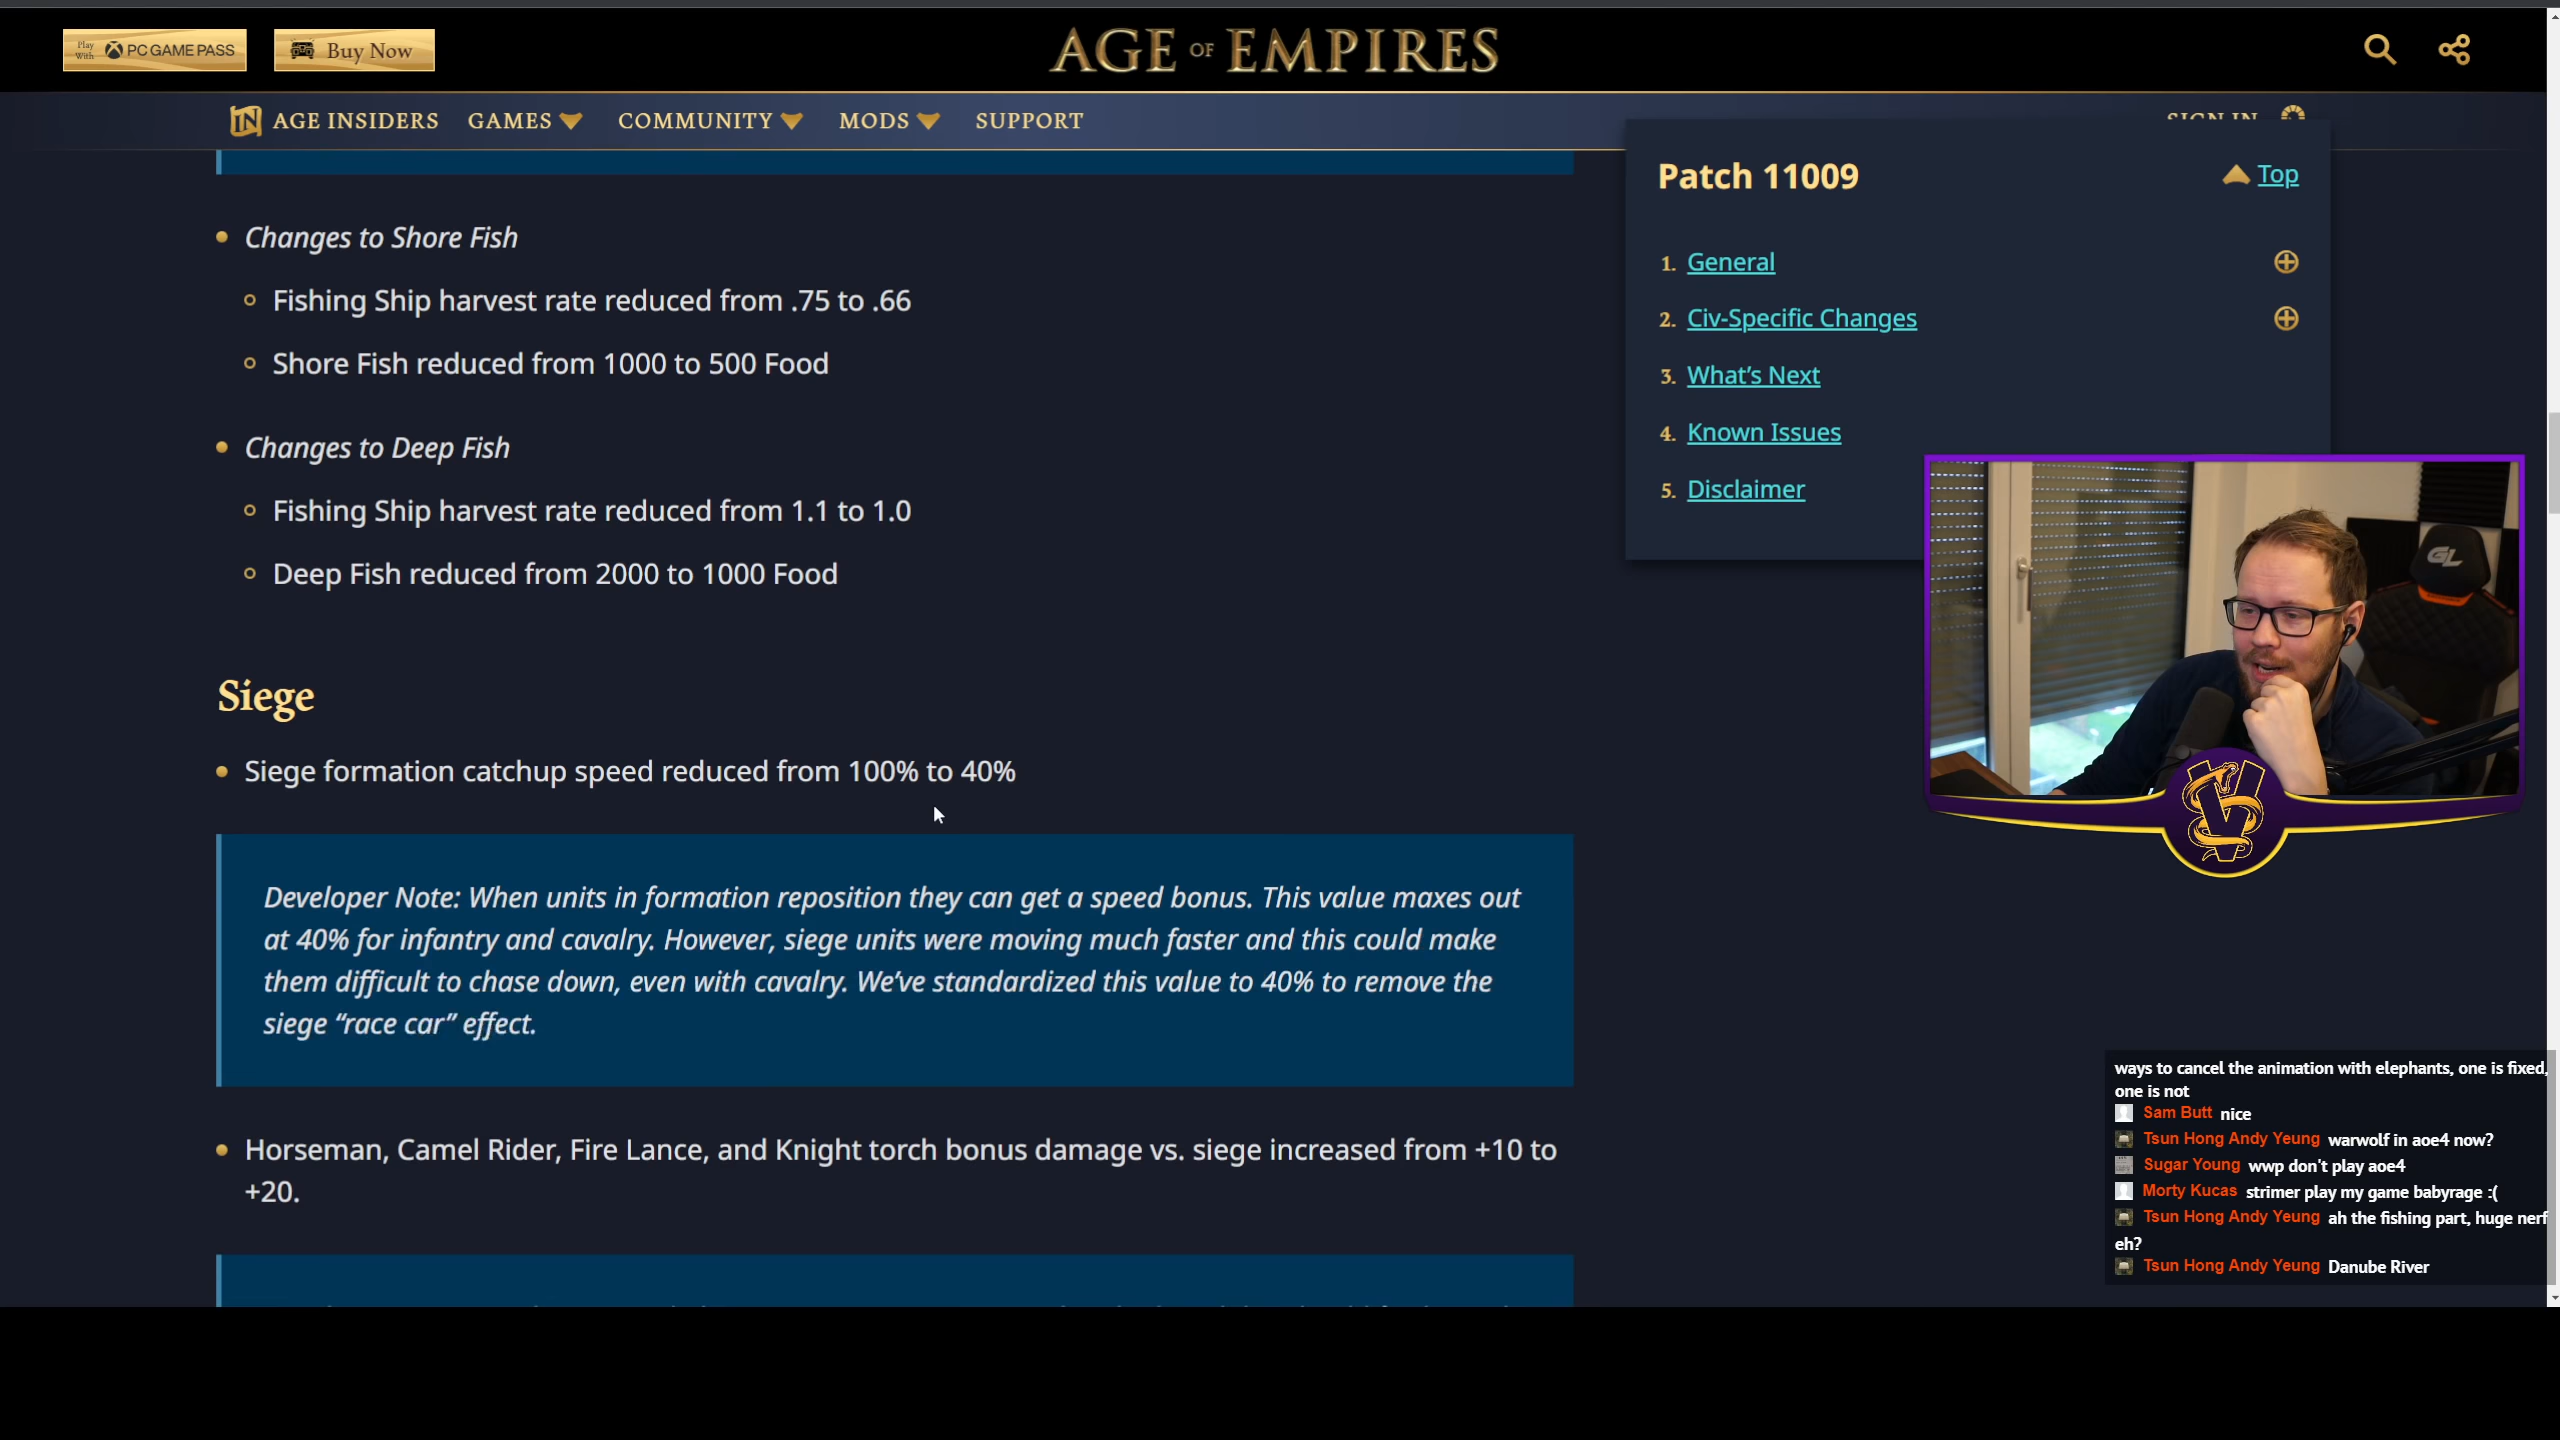 Play With PC GAME PASS
Buy Now
AGE OF EMPIRES
IN AGE INSIDERS GAMES COMMUNITY MODS SUPPORT
SIGN IN
Patch 11009
Top
1. General
2. Civ-Specific Changes
3. What's Next
4. Known Issues
5. Disclaimer
Changes to Shore Fish
Fishing Ship harvest rate reduced from .75 to .66
Shore Fish reduced from 1000 to 500 Food
Changes to Deep Fish
Fishing Ship harvest rate reduced from 1.1 to 1.0
Deep Fish reduced from 2000 to 1000 Food
Siege
Siege formation catchup speed reduced from 100% to 40%
Developer Note: When units in formation reposition they can get a speed bonus. This value maxes out
at 40% for infantry and cavalry. However, siege units were moving much faster and this could make
them difficult to chase down, even with cavalry. We've standardized this value to 40% to remove the
siege “race car” effect.
Horseman, Camel Rider, Fire Lance, and Knight torch bonus damage vs. siege increased from +10 to
+20.
GL
ways to cancel the animation with elephants, one is fixed,
one is not
Sam Butt nice
Tsun Hong Andy Yeung warwolf in aoe4 now?
Sugar Young wwp don't play aoe4
Morty Kucas strimer play my game babyrage :(
Tsun Hong Andy Yeung ah the fishing part, huge nerf
eh?
Tsun Hong Andy Yeung Danube River